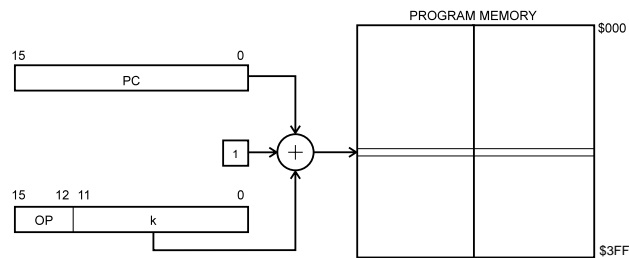 PROGRAM MEMORY
15 0 $000
PC
1 +
15 12 11 0
OP k
$3FF